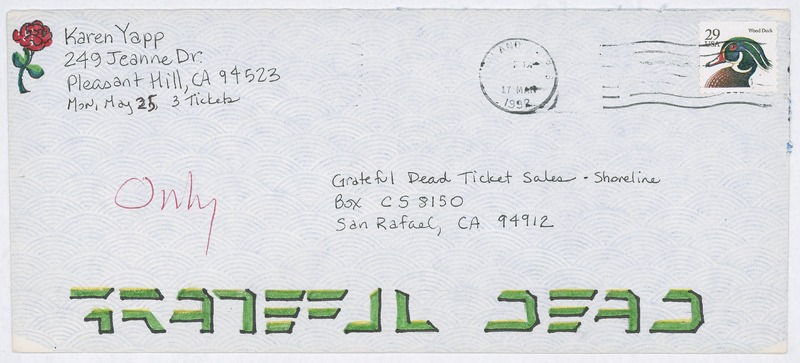 Karen Yapp
249 Jeanne Dr.
Pleasant Hill, CA 94523
Mon, May 25, 3 Tickets
17 MAR
1992
29
USA
Wood Duck
Only
Grateful Dead Ticket Sales - Shoreline
Box CS 8150
San Rafael, CA 94912
GRATEFUL DEAD